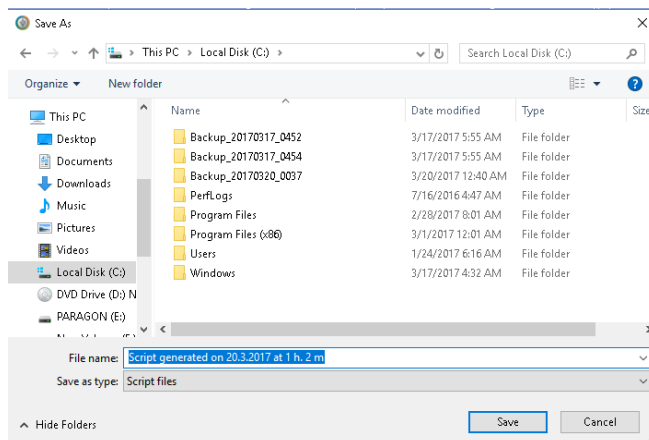 Save As
This PC > Local Disk (C:) >
Search Local Disk (C:)
Organize
New folder
Name Date modified Type Size
This PC
Desktop
Documents
Downloads
Music
Pictures
Videos
Local Disk (C:)
DVD Drive (D:) N
PARAGON (E:)
Backup_20170317_0452 3/17/2017 5:55 AM File folder
Backup_20170317_0454 3/17/2017 5:55 AM File folder
Backup_20170320_0037 3/20/2017 12:40 AM File folder
PerfLogs 7/16/2016 4:47 AM File folder
Program Files 2/28/2017 8:01 AM File folder
Program Files (x86) 3/1/2017 12:01 AM File folder
Users 1/24/2017 6:16 AM File folder
Windows 3/17/2017 4:32 AM File folder
File name: Script generated on 20.3.2017 at 1 h. 2 m
Save as type: Script files
Hide Folders
Save
Cancel